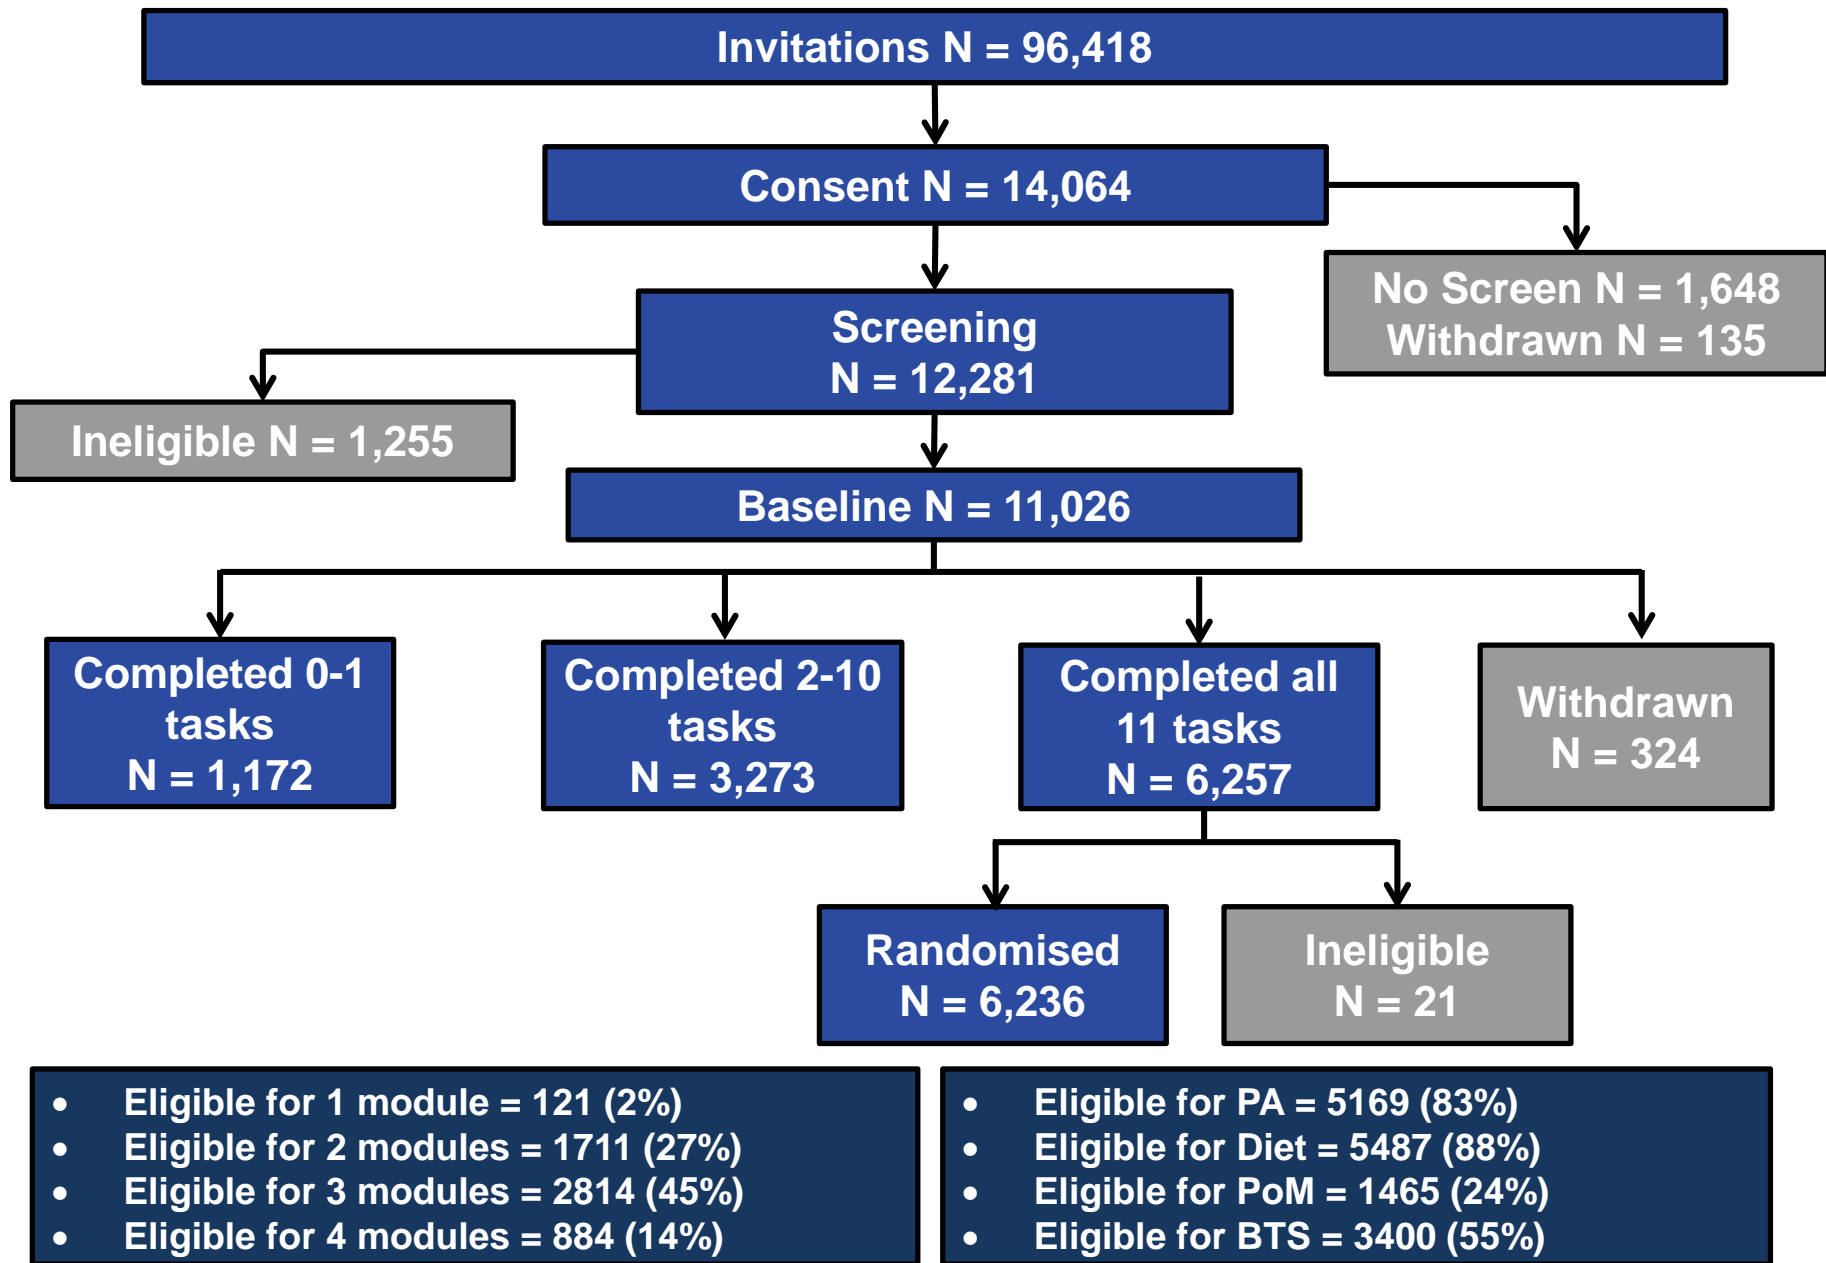 Invitations N = 96,418
Consent N = 14,064
No Screen N = 1,648
Withdrawn N = 135
Screening
N = 12,281
Ineligible N = 1,255
Baseline N = 11,026
Completed 0-1
tasks
N = 1,172
Completed 2-10
tasks
N = 3,273
Completed all
11 tasks
N = 6,257
Withdrawn
N = 324
Randomised
N = 6,236
Ineligible
N = 21
• Eligible for 1 module = 121 (2%)
• Eligible for 2 modules = 1711 (27%)
• Eligible for 3 modules = 2814 (45%)
• Eligible for 4 modules = 884 (14%)
• Eligible for PA = 5169 (83%)
• Eligible for Diet = 5487 (88%)
• Eligible for PoM = 1465 (24%)
• Eligible for BTS = 3400 (55%)